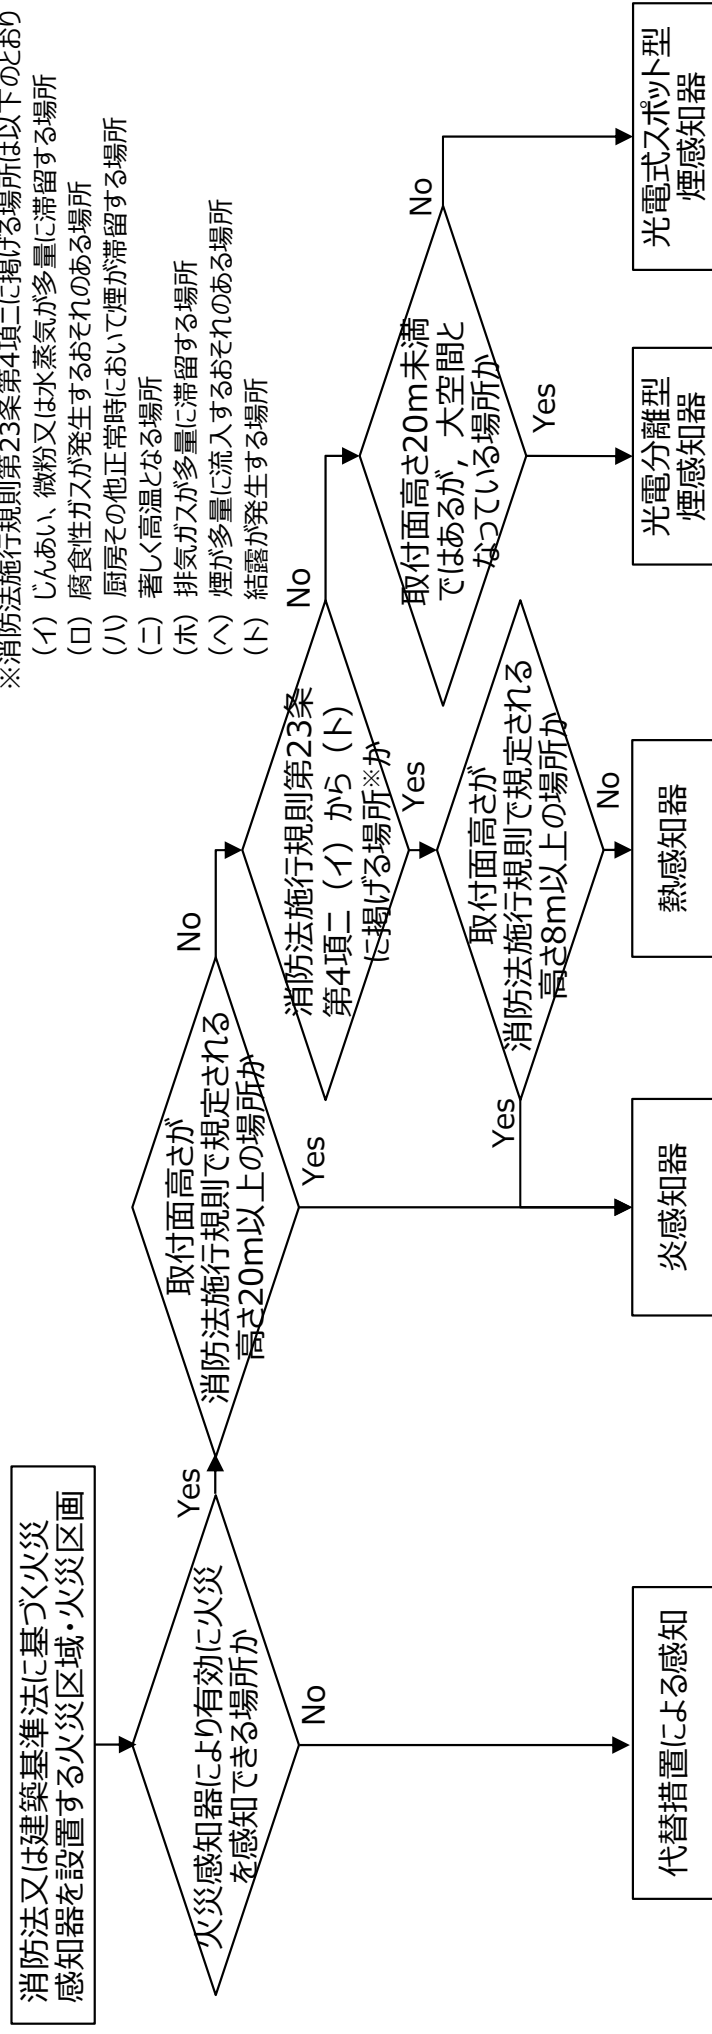 消防法又は建築基準法に基づく火災
感知器を設置する火災区域・火災区画
火災感知器により有効に火災
を感知できる場所か
Yes
No
取付面高さが
消防法施行規則で規定される
高さ20m以上の場所か
No
Yes
※消防法施行規則第23条第4項ニに掲げる場所は以下のとおり
(イ) じんあい、微粉又は水蒸気が多量に滞留する場所
(ロ) 腐食性ガスが発生するおそれのある場所
(ハ) 厨房その他正常時において煙が滞留する場所
(ニ) 著しく高温となる場所
(ホ) 排気ガスが多量に滞留する場所
(ヘ) 煙が多量に流入するおそれのある場所
(ト) 結露が発生する場所
消防法施行規則第23条
第4項ニ(イ)から(ト)
に掲げる場所※か
No
Yes
取付面高さが
消防法施行規則で規定される
高さ8m以上の場所か
Yes
No
取付面高さ20m未満
ではあるが、大空間と
なっている場所か
No
Yes
代替措置による感知
炎感知器
熱感知器
光電分離型
煙感知器
光電式スポット型
煙感知器